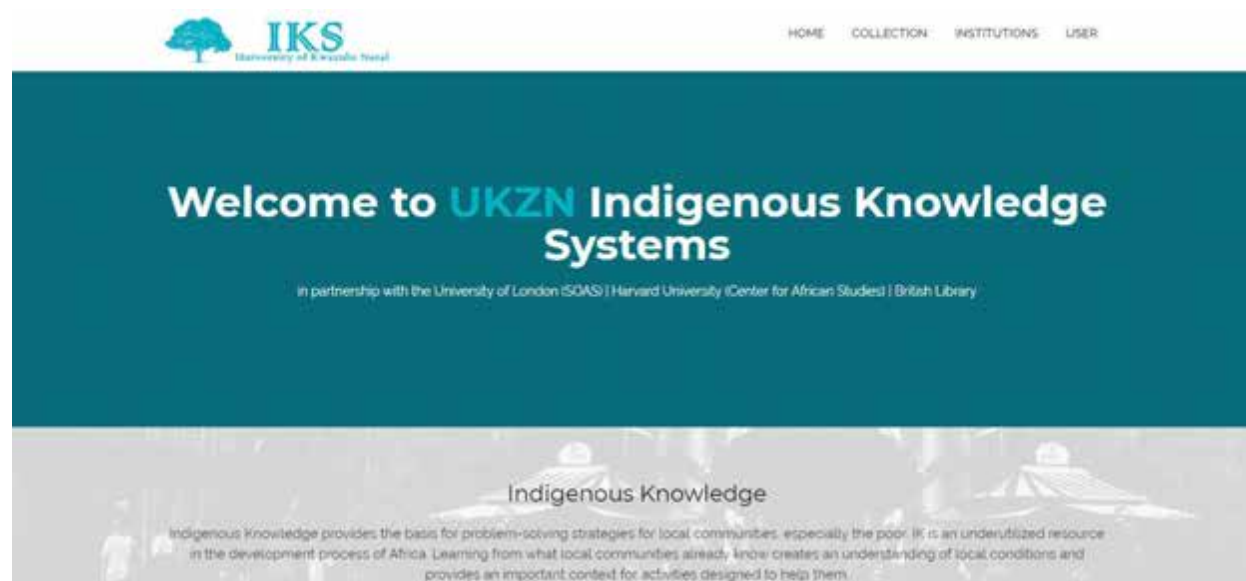 IKS
University of Kwazulu Natal
HOME COLLECTION INSTITUTIONS USER
Welcome to UKZN Indigenous Knowledge
Systems
in partnership with the University of London (SOAS) | Harvard University (Center for African Studies) | British Library
Indigenous Knowledge
Indigenous Knowledge provides the basis for problem-solving strategies for local communities, especially the poor. IK is an underutilized resource
in the development process of Africa. Learning from what local communities already know creates an understanding of local conditions and
provides an important context for activities designed to help them.